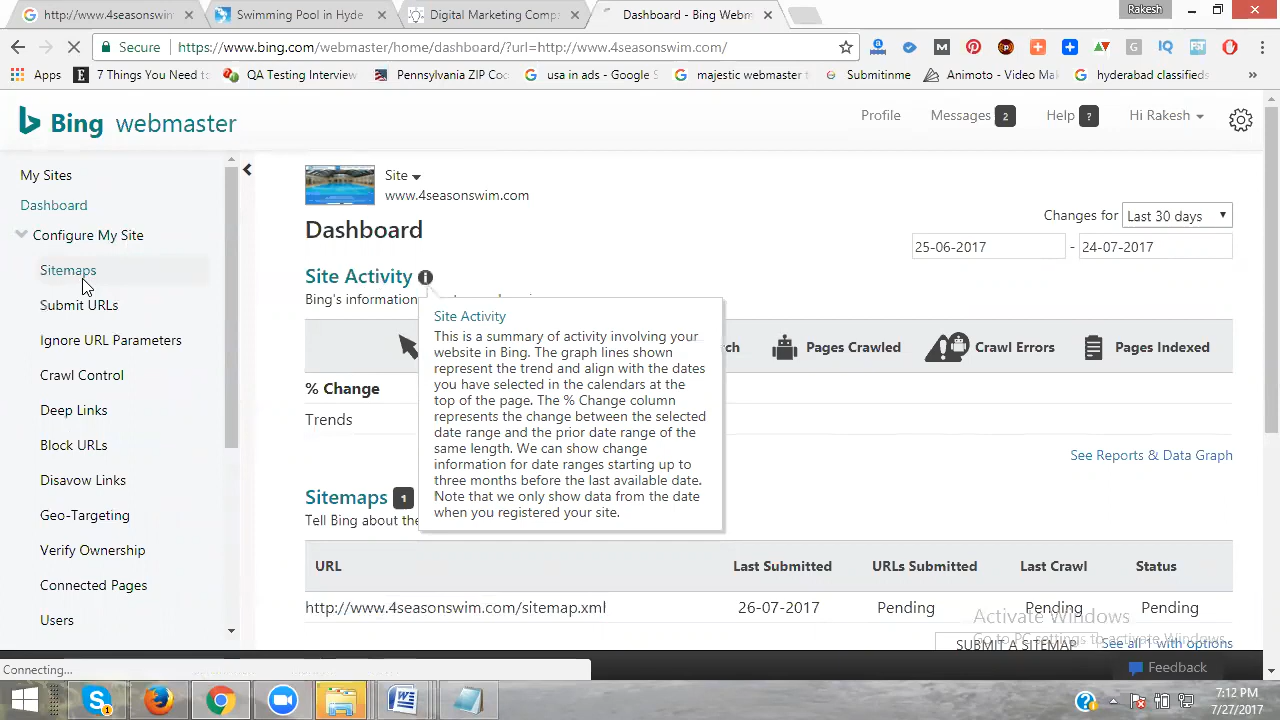 http://www.4seasonswim
Swimming Pool in Hyde
Digital Marketing Com
Dashboard - Bing Webm
Rakesh
Secure
https://www.bing.com/webmaster/home/dashboard/?url=http://www.4seasonswim.com/
Apps
7 Things You Need t
QA Testing Interview
Pennsylvania ZIP Co
usa in ads - Google S
majestic webmaster
Submitinme
Animoto - Video Ma
hyderabad classifieds
Bing webmaster
Profile
Messages 2
Help ?
Hi Rakesh
My Sites
Dashboard
Configure My Site
Sitemaps
Submit URLs
Ignore URL Parameters
Crawl Control
Deep Links
Block URLs
Disavow Links
Geo-Targeting
Verify Ownership
Connected Pages
Users
Site
www.4seasonswim.com
Dashboard
Changes for Last 30 days
25-06-2017 - 24-07-2017
Site Activity
Bing's information
Site Activity
This is a summary of activity involving your
website in Bing. The graph lines shown
represent the trend and align with the dates
you have selected in the calendars at the
top of the page. The % Change column
represents the change between the selected
date range and the prior date range of the
same length. We can show change
information for date ranges starting up to
three months before the last available date.
Note that we only show data from the date
when you registered your site.
rch
Pages Crawled
Crawl Errors
Pages Indexed
% Change
Trends
See Reports & Data Graph
Sitemaps 1
Tell Bing about the
URL Last Submitted URLs Submitted Last Crawl Status
http://www.4seasonswim.com/sitemap.xml 26-07-2017 Pending Pending Pending
Activate Windows
Go to PC settings to activate Windows.
SUBMIT A SITEMAP
See all 1 with options
Feedback
Connecting...
7:12 PM
7/27/2017